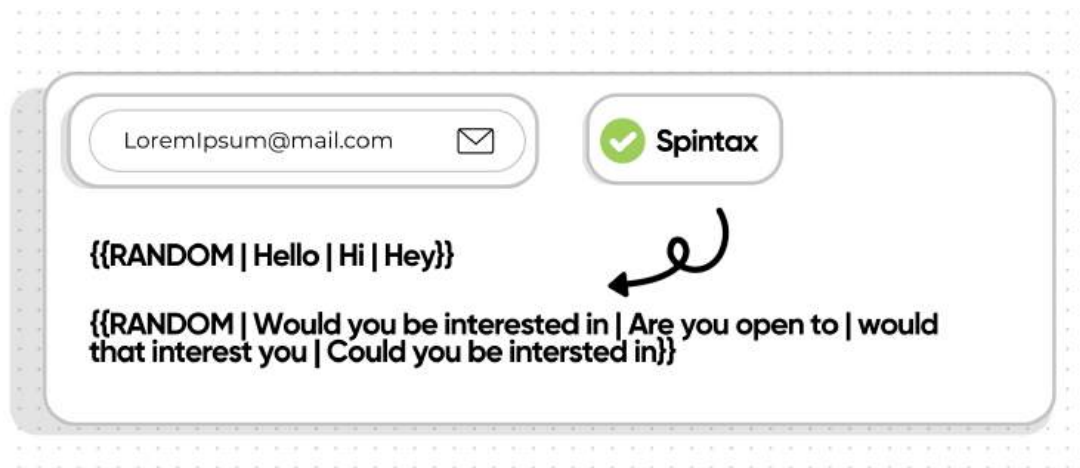 LoremIpsum@mail.com
Spintax
{{RANDOM | Hello | Hi | Hey}}
{{RANDOM | Would you be interested in | Are you open to | would
that interest you | Could you be intersted in}}